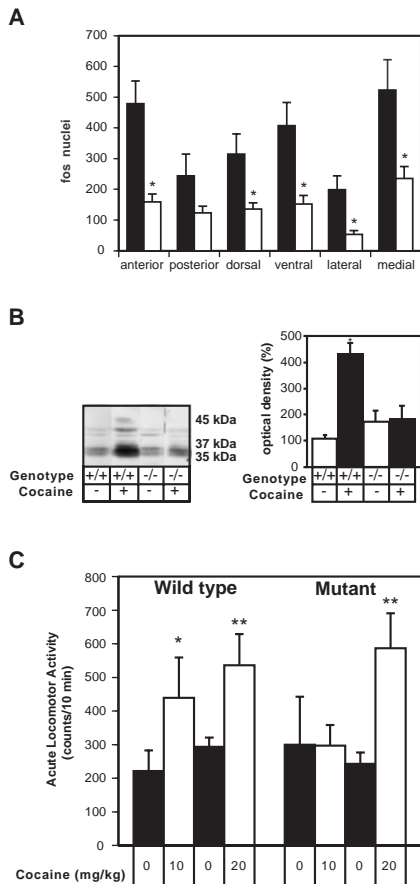 A
700
600
500
400
300
200
100
0
fos nuclei
*
*
*
*
*
anterior posterior dorsal ventral lateral medial
B
45 kDa
37 kDa
35 kDa
Genotype +/+ +/+ -/- -/-
Cocaine - + - +
500
400
300
200
100
0
optical density (%)
*
Genotype +/+ +/+ -/- -/-
Cocaine - + - +
C
800
700
600
500
400
300
200
100
0
Acute Locomotor Activity
(counts/10 min)
Wild type Mutant
* ** **
Cocaine (mg/kg) 0 10 0 20 0 10 0 20